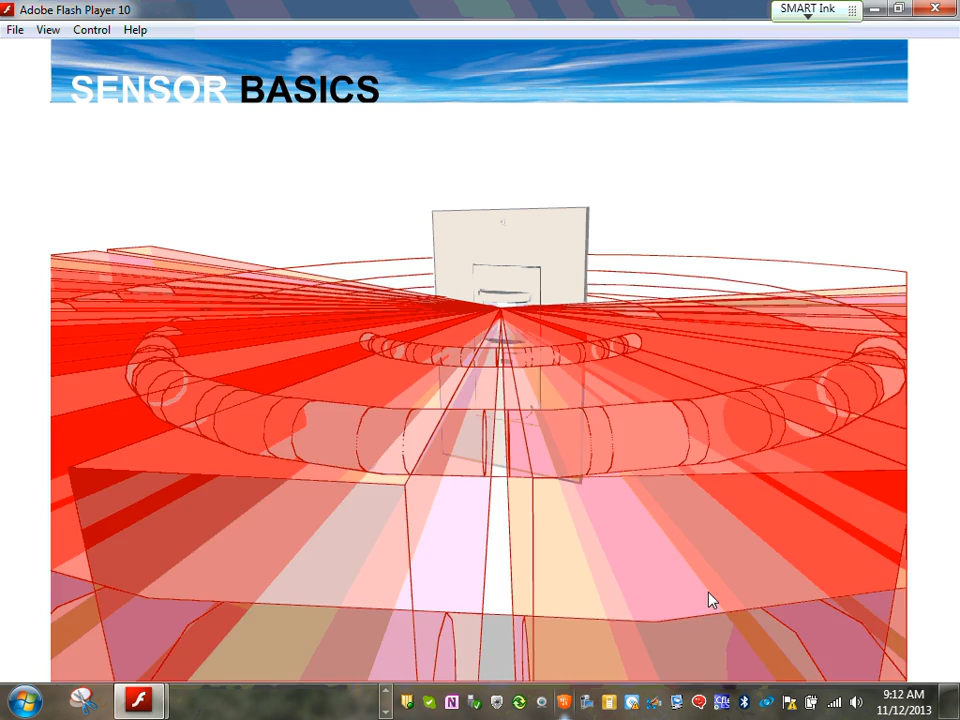 Adobe Flash Player 10
SMART Ink
File View Control Help
SENSOR BASICS
9:12 AM
11/12/2013